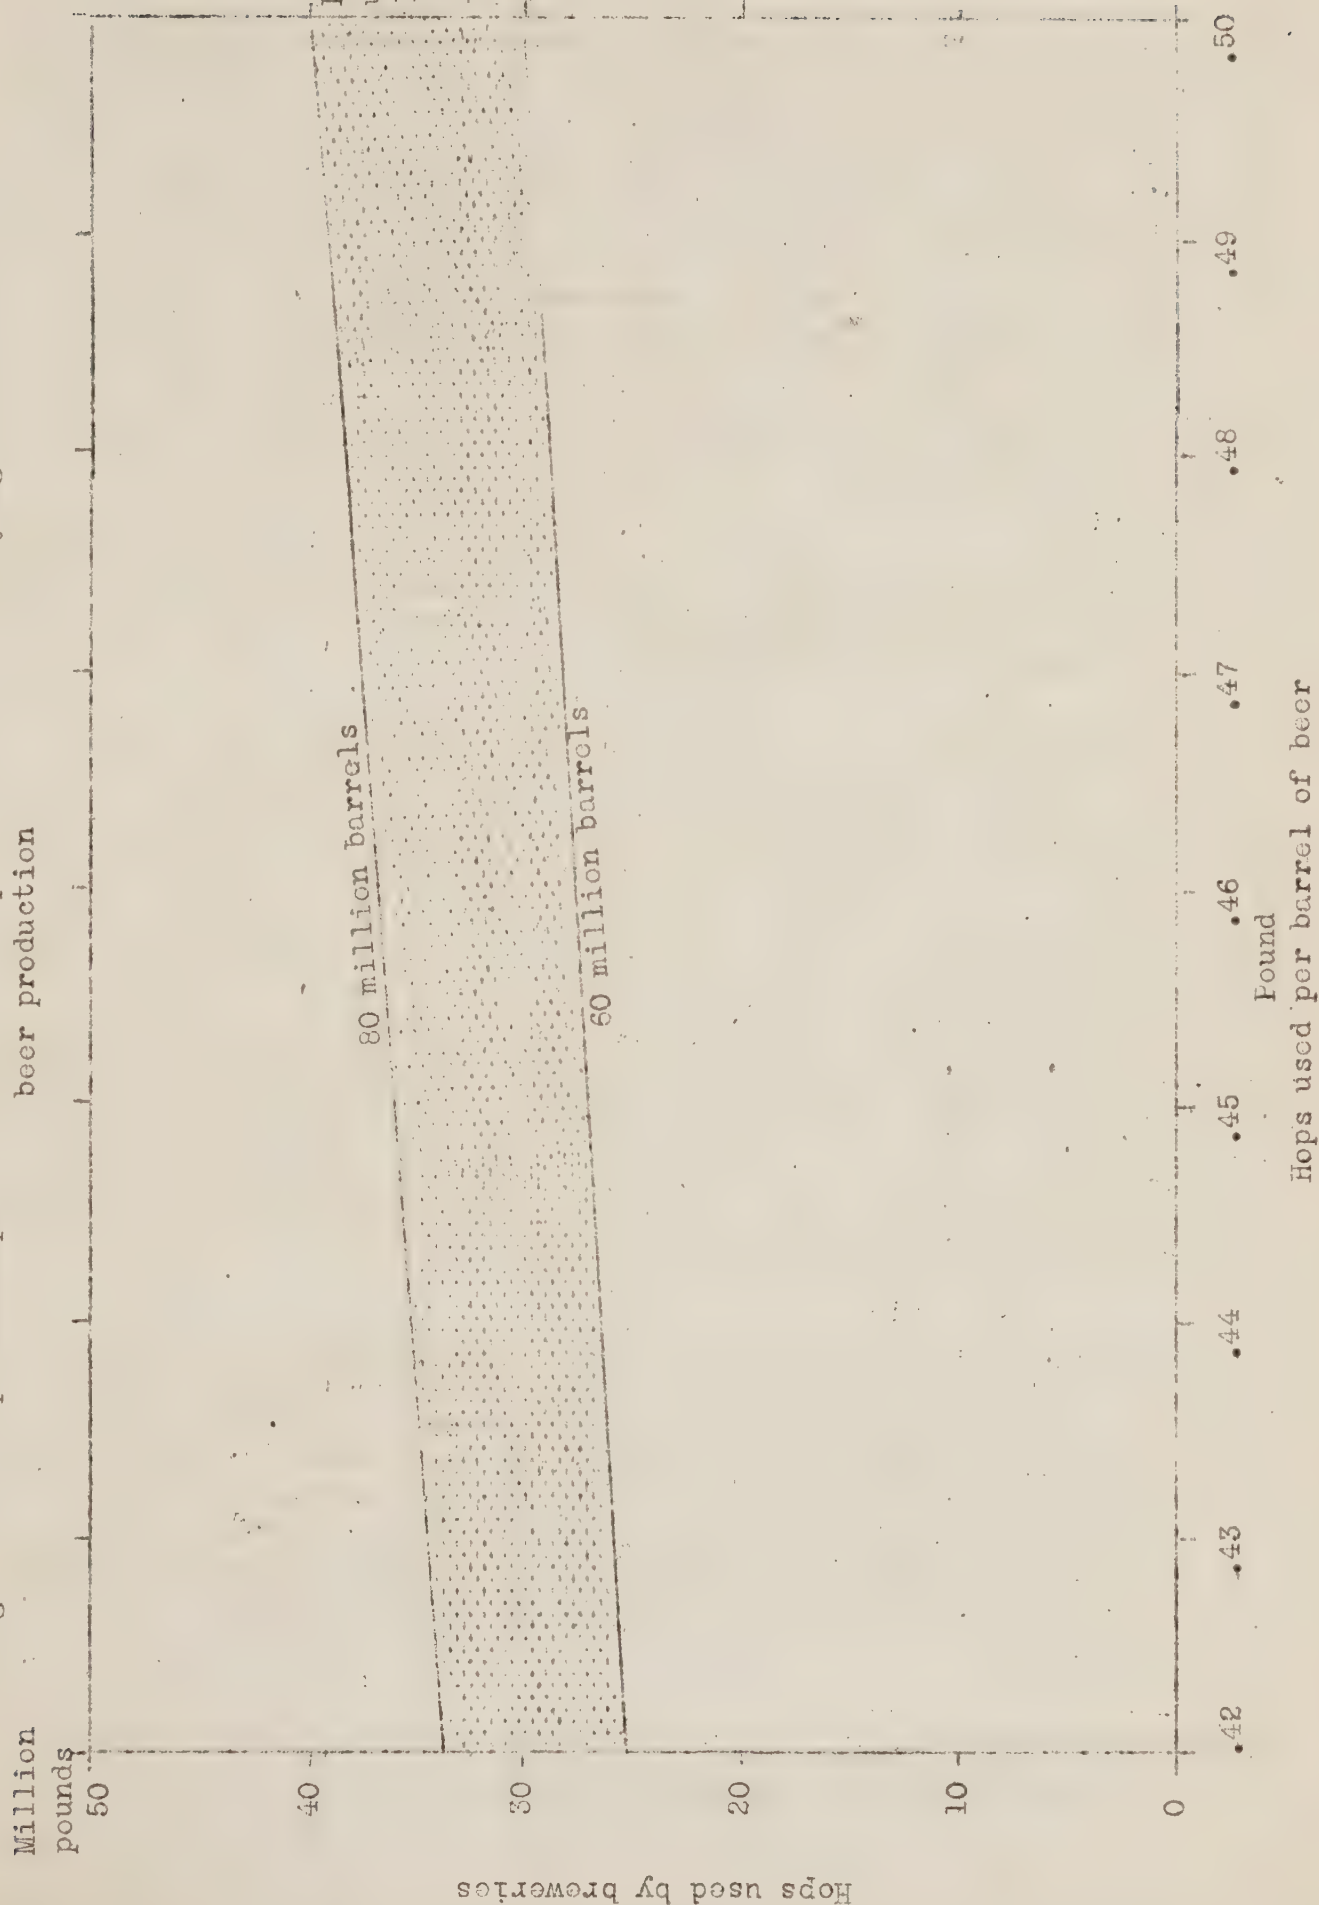 beer production
Million
pounds
50
40
30
20
10
0
Hops used by breweries
80 million barrels
60 million barrels
.42
.43
.44
.45
.46
.47
.48
.49
.50
Pound
Hops used per barrel of beer